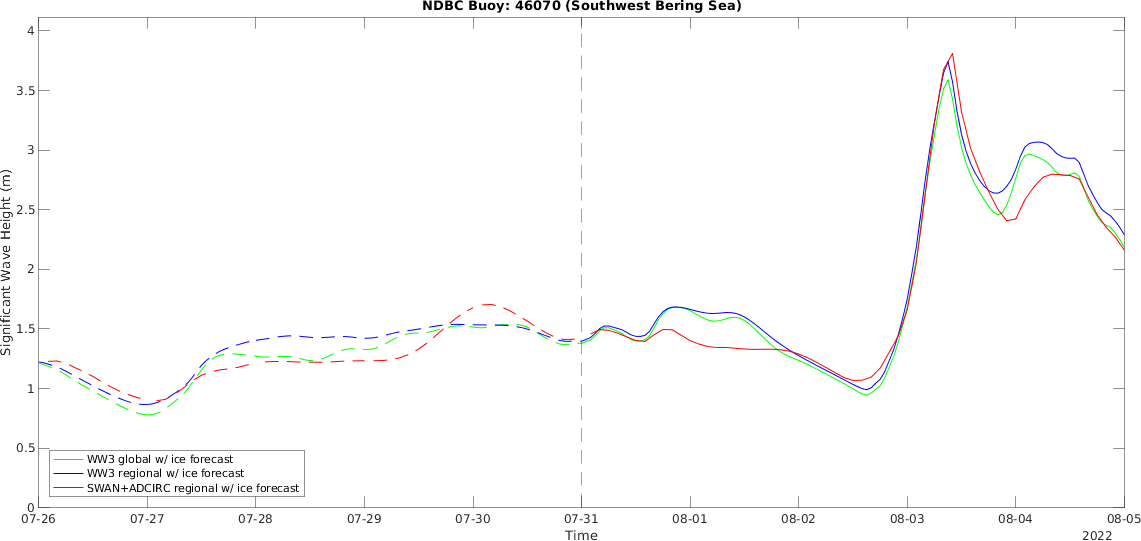 NDBC Buoy: 46070 (Southwest Bering Sea)
4
3.5
3
2.5
2
1.5
1
0.5
0
Significant Wave Height (m)
WW3 global w/ ice forecast
WW3 regional w/ ice forecast
SWAN+ADCIRC regional w/ ice forecast
07-26 07-27 07-28 07-29 07-30 07-31 08-01 08-02 08-03 08-04 08-05
Time
2022